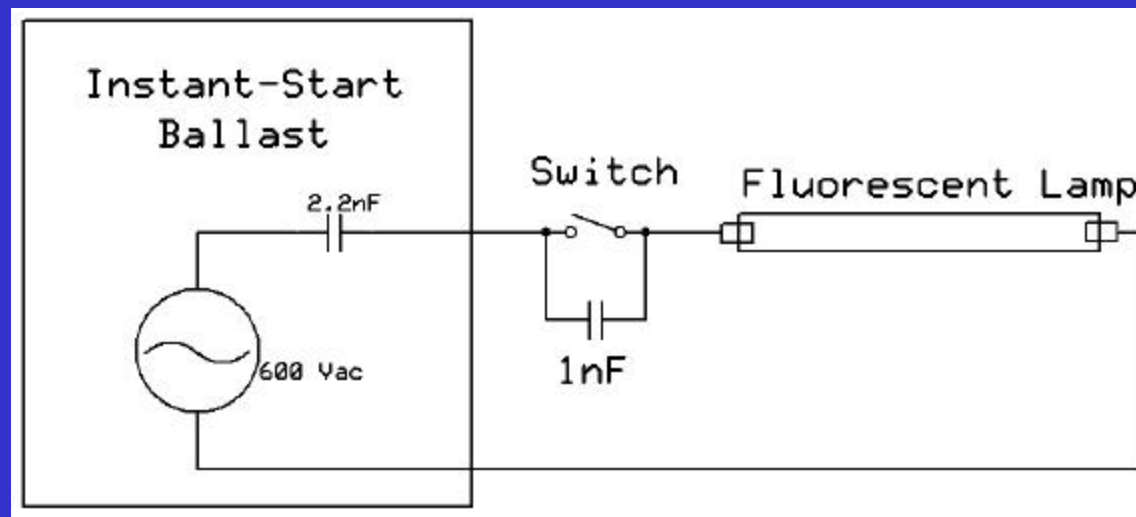 Instant-Start
Ballast
2.2nF
Switch
Fluorescent Lamp
600 Vac
1nF